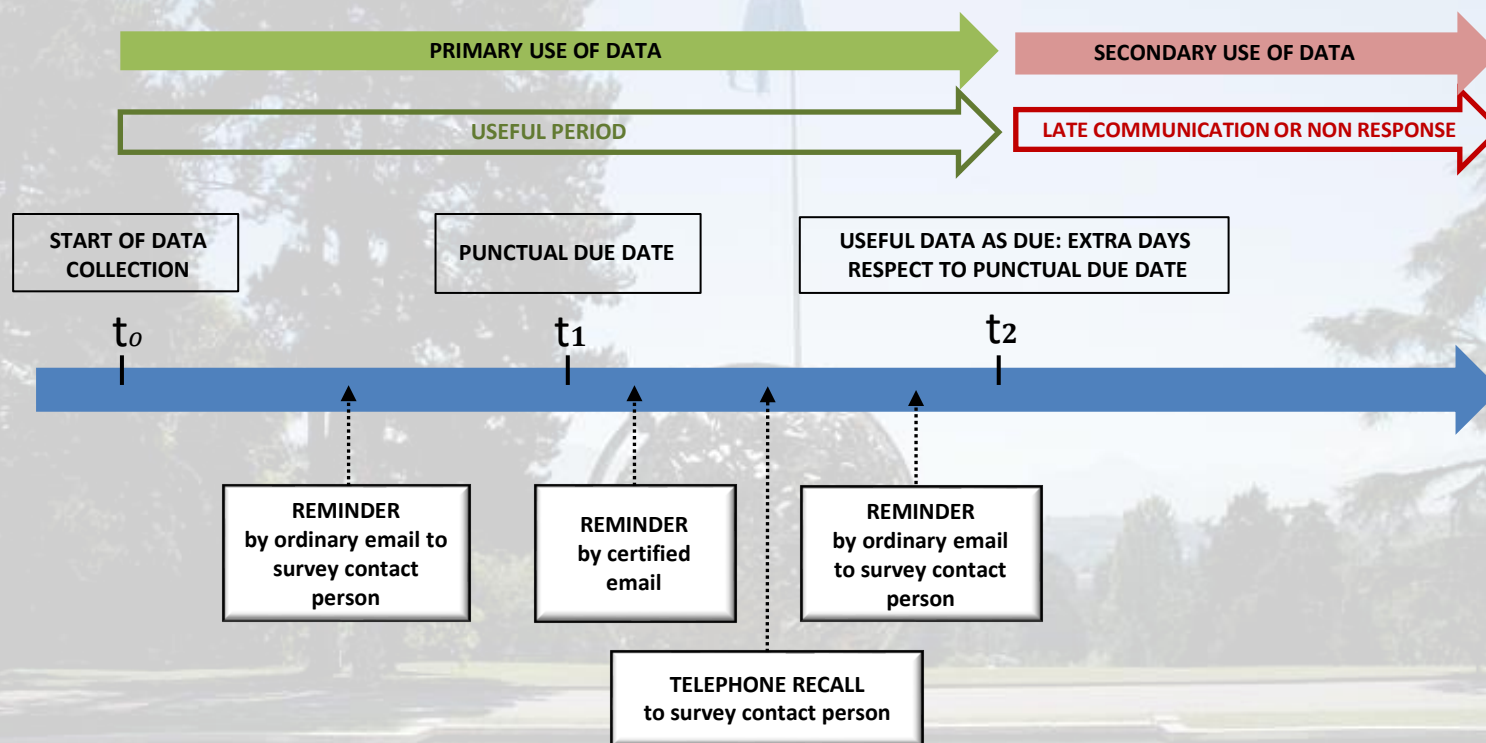 PRIMARY USE OF DATA
SECONDARY USE OF DATA
USEFUL PERIOD
LATE COMMUNICATION OR NON RESPONSE
START OF DATA
COLLECTION
PUNCTUAL DUE DATE
USEFUL DATA AS DUE: EXTRA DAYS
RESPECT TO PUNCTUAL DUE DATE
to
t1
t2
REMINDER
by ordinary email to
survey contact
person
REMINDER
by certified
email
REMINDER
by ordinary email
to survey contact
person
TELEPHONE RECALL
to survey contact person